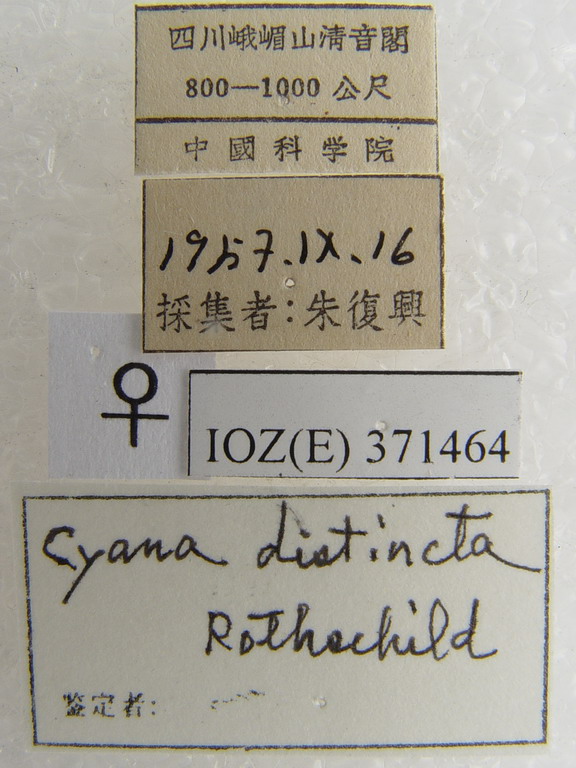 四川峨嵋山清音閣
800—1000 公尺
中國科学院
1957.IX.16
採集者:朱復興
♀
IOZ(E) 371464
Cyana distincta
Rothschild
鉴定者: